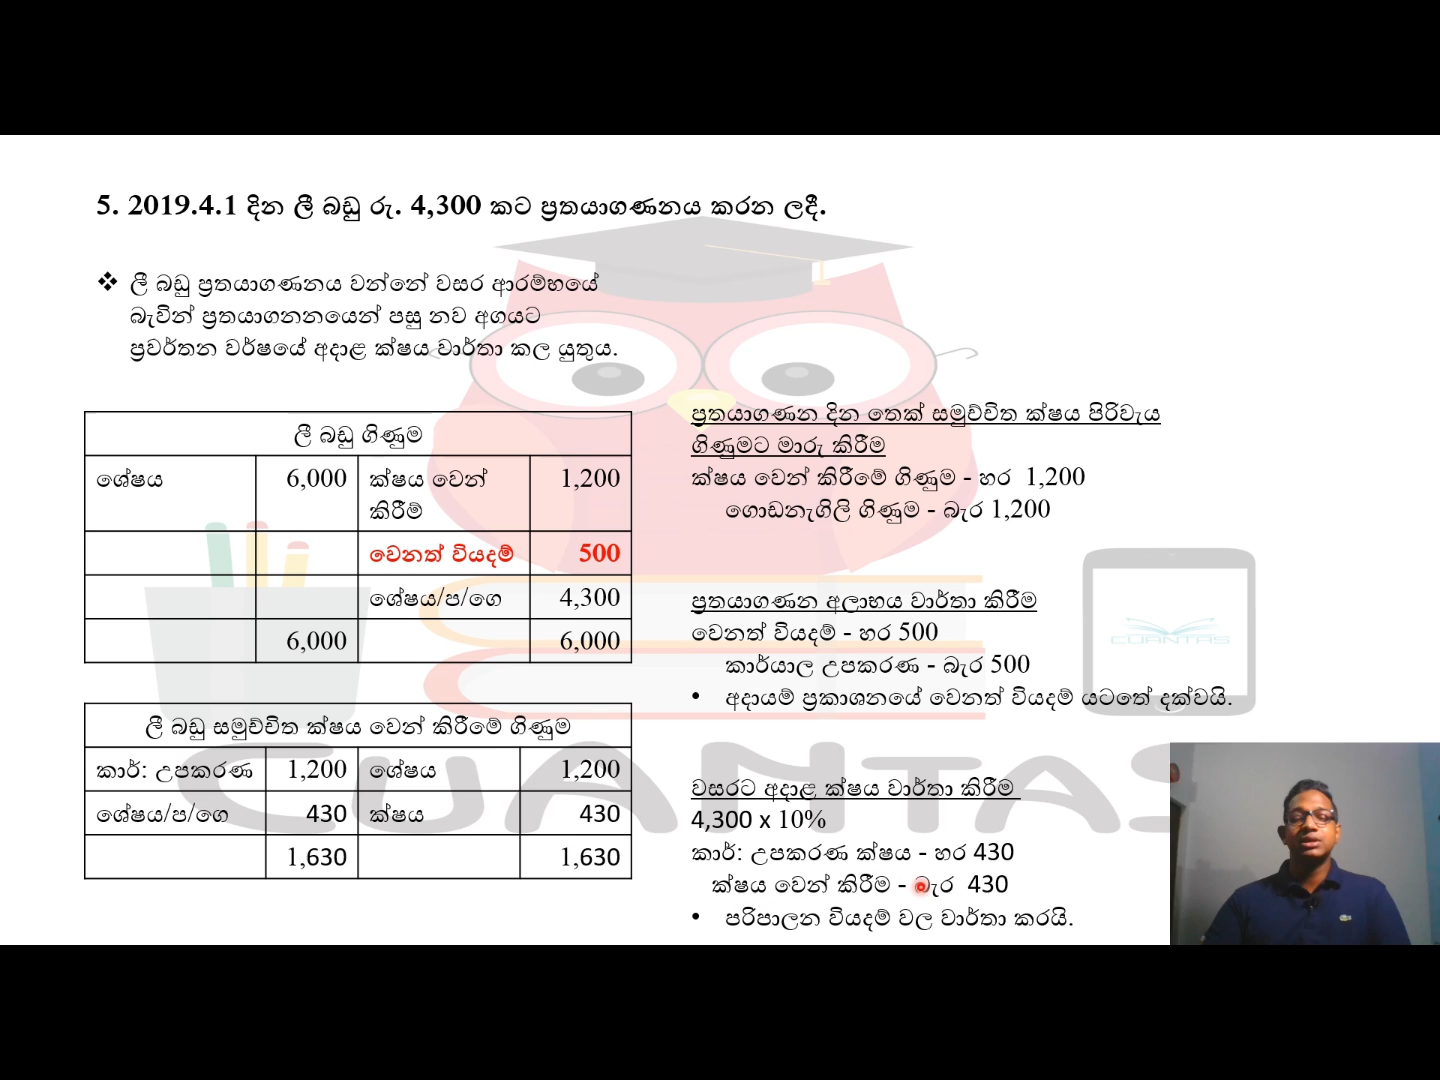 5. 2019.4.1 දින ලී බඩු රු. 4,300 කට ප්‍රත්‍යාගණනය කරන ලදී.
❖ ලී බඩු ප්‍රත්‍යාගණනය වන්නේ වසර ආරම්භයේ
බැවින් ප්‍රත්‍යාගනනයෙන් පසු නව අගයට
ප්‍රවර්තන වර්ෂයේ අදාළ ක්ෂය වාර්තා කල යුතුය.
ලී බඩු ගිණුම
ශේෂය 6,000 ක්ෂය වෙන් 1,200
කිරීම්
වෙනත් වියදම් 500
ශේෂය/ප/ගෙ 4,300
6,000 6,000
ලී බඩු සමුච්චිත ක්ෂය වෙන් කිරීමේ ගිණුම
කාර්: උපකරණ 1,200 ශේෂය 1,200
ශේෂය/ප/ගෙ 430 ක්ෂය 430
1,630 1,630
ප්‍රත්‍යාගණන දින තෙක් සමුච්චිත ක්ෂය පිරිවැය
ගිණුමට මාරු කිරීම
ක්ෂය වෙන් කිරීමේ ගිණුම - හර 1,200
ගොඩනැගිලි ගිණුම - බැර 1,200
ප්‍රත්‍යාගණන අලාභය වාර්තා කිරීම
වෙනත් වියදම් - හර 500
කාර්යාල උපකරණ - බැර 500
• අදායම් ප්‍රකාශනයේ වෙනත් වියදම් යටතේ දක්වයි.
වසරට අදාළ ක්ෂය වාර්තා කිරීම
4,300 x 10%
කාර්: උපකරණ ක්ෂය - හර 430
ක්ෂය වෙන් කිරීම - බැර 430
• පරිපාලන වියදම් වල වාර්තා කරයි.
CUANTAS
CUANTAS